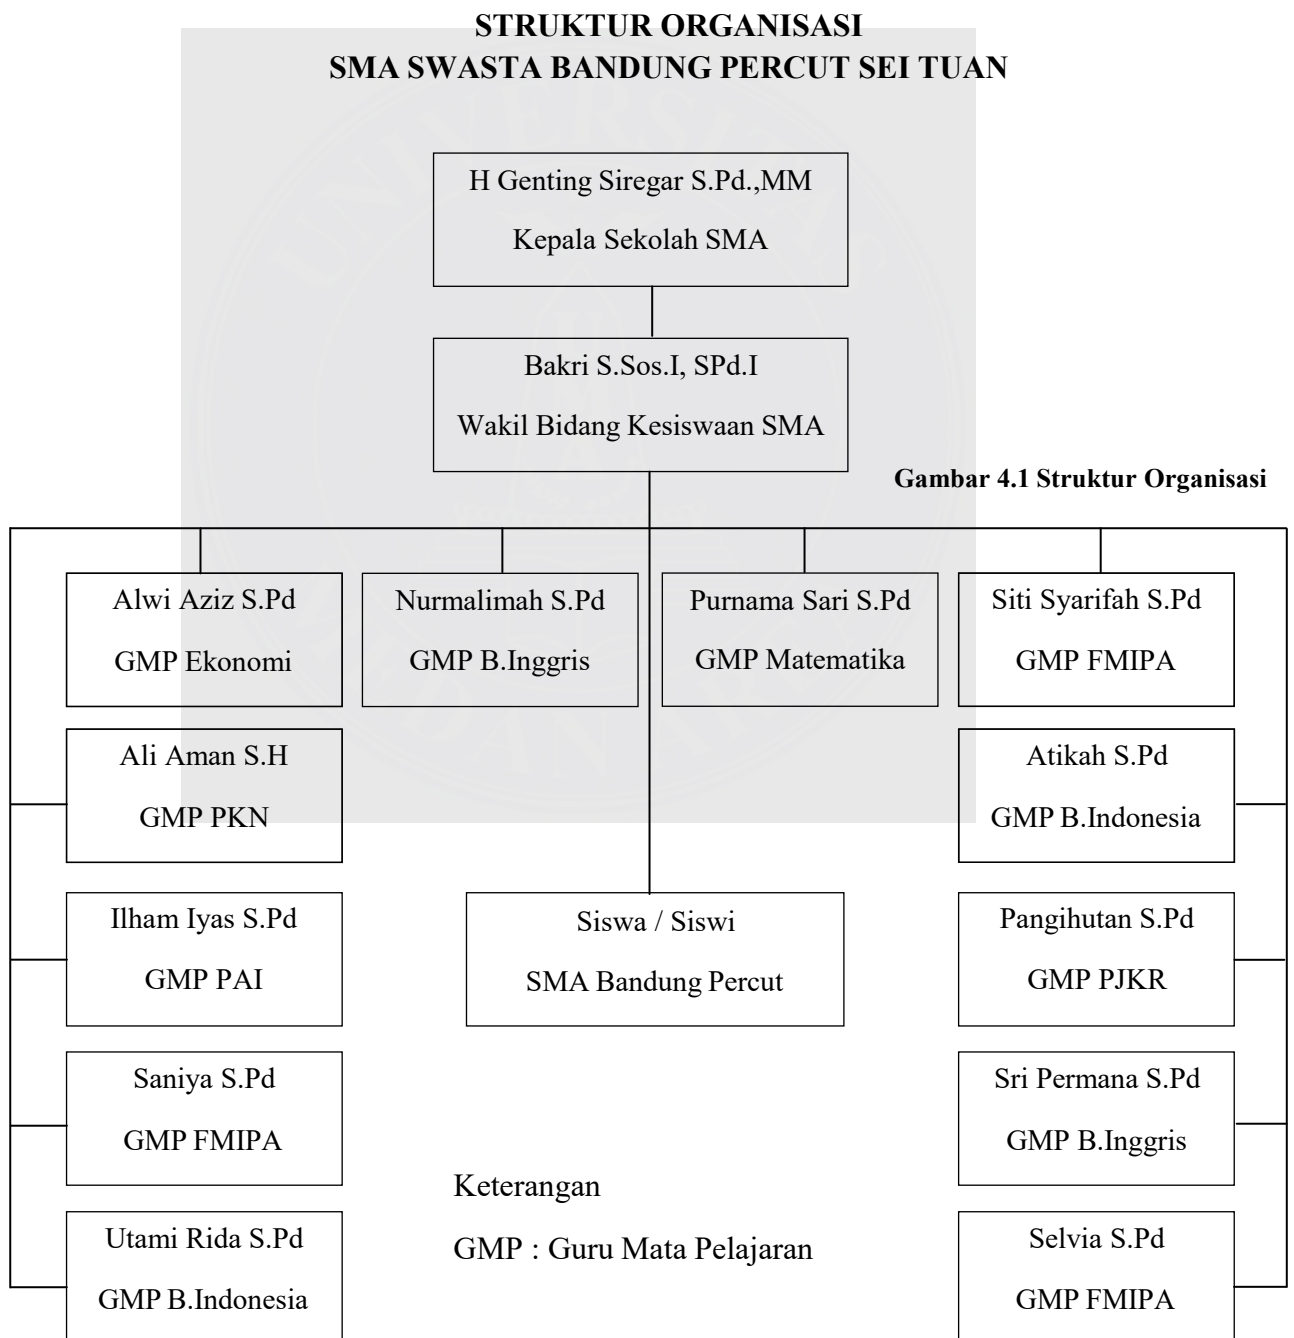 STRUKTUR ORGANISASI
SMA SWASTA BANDUNG PERCUT SEI TUAN
H Genting Siregar S.Pd.,MM
Kepala Sekolah SMA
Bakri S.Sos.I, SPd.I
Wakil Bidang Kesiswaan SMA
Gambar 4.1 Struktur Organisasi
Alwi Aziz S.Pd
GMP Ekonomi
Nurmalimah S.Pd
GMP B.Inggris
Purnama Sari S.Pd
GMP Matematika
Siti Syarifah S.Pd
GMP FMIPA
Ali Aman S.H
GMP PKN
Atikah S.Pd
GMP B.Indonesia
Ilham Iyas S.Pd
GMP PAI
Siswa / Siswi
SMA Bandung Percut
Pangihutan S.Pd
GMP PJKR
Saniya S.Pd
GMP FMIPA
Sri Permana S.Pd
GMP B.Inggris
Keterangan
GMP : Guru Mata Pelajaran
Utami Rida S.Pd
GMP B.Indonesia
Selvia S.Pd
GMP FMIPA
UNIVERSITAS
MEDAN AREA